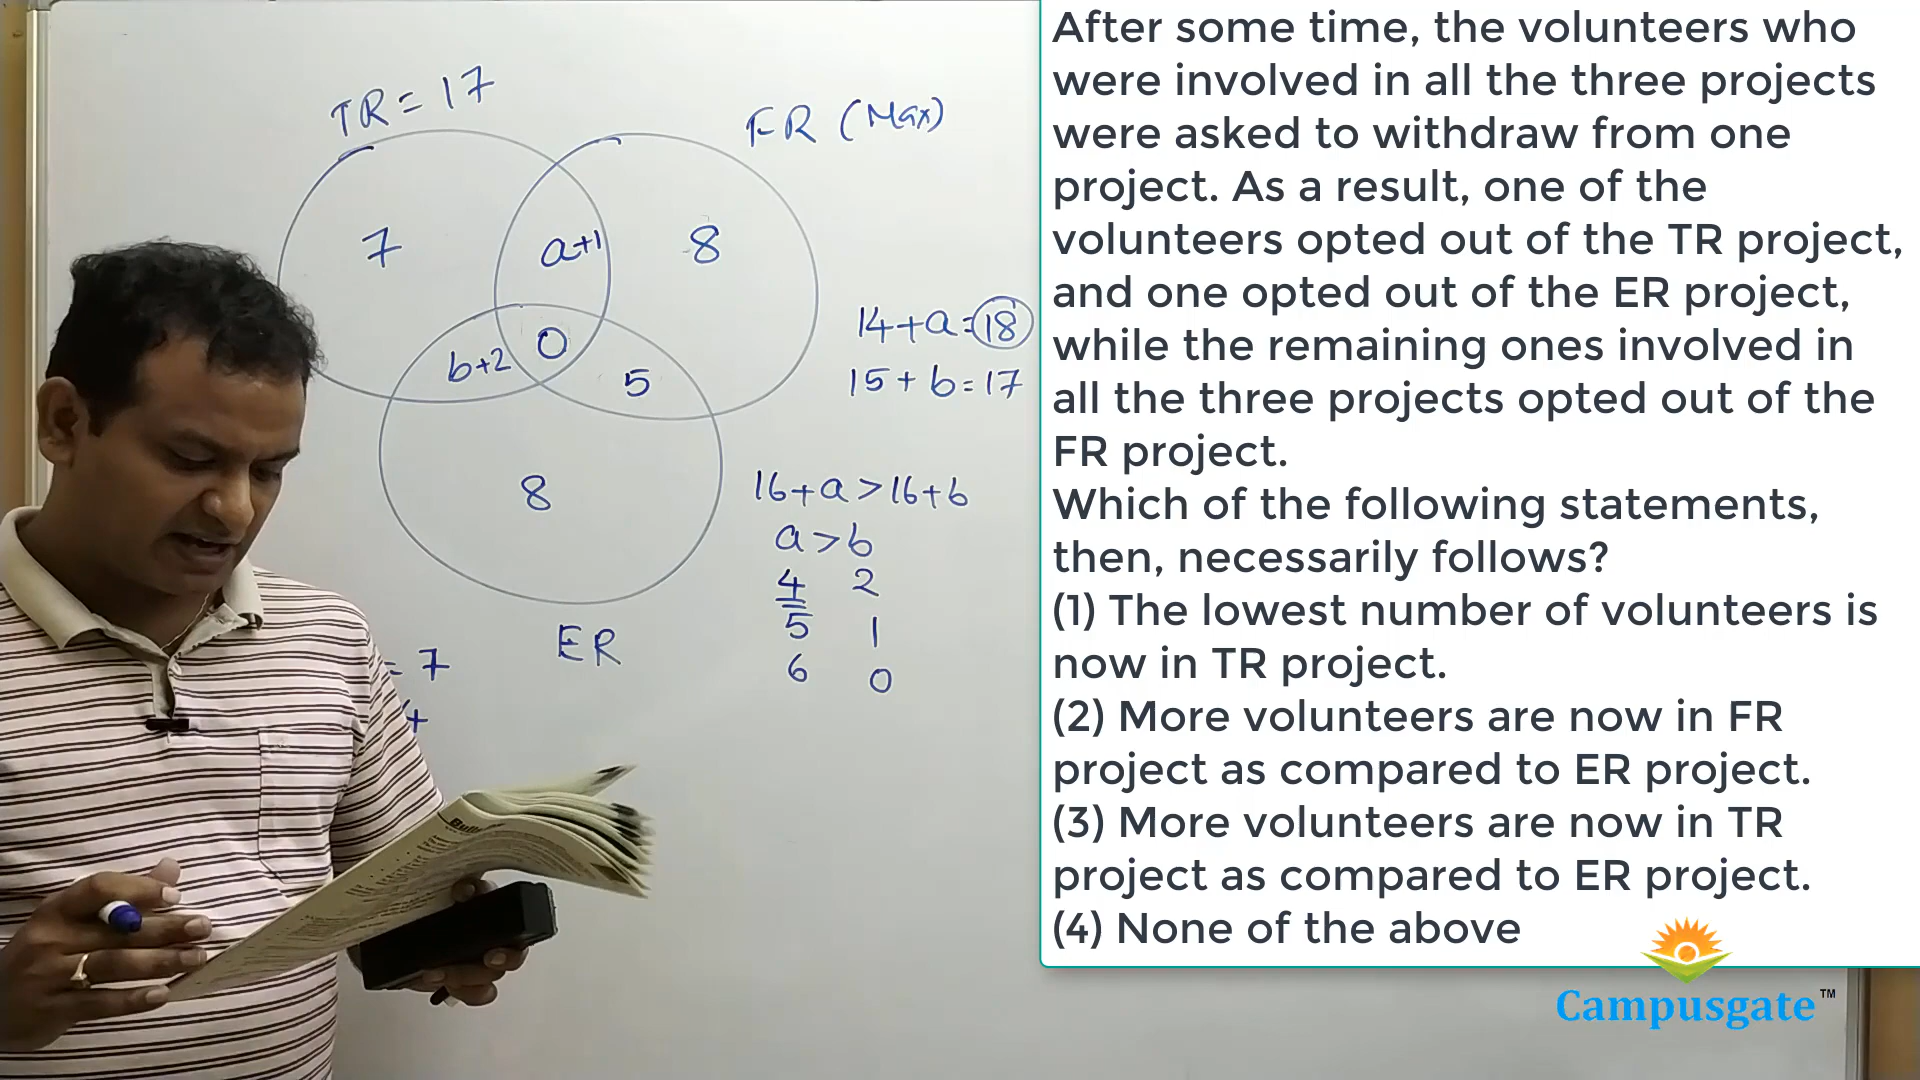 TR = 17
FR (Max)
7
a+1
8
b+2
0
5
8
ER
14+a=18
15+b=17
16+a>16+b
a>b
4 2
5 1
6 0
= 7
4
After some time, the volunteers who
were involved in all the three projects
were asked to withdraw from one
project. As a result, one of the
volunteers opted out of the TR project,
and one opted out of the ER project,
while the remaining ones involved in
all the three projects opted out of the
FR project.
Which of the following statements,
then, necessarily follows?
(1) The lowest number of volunteers is
now in TR project.
(2) More volunteers are now in FR
project as compared to ER project.
(3) More volunteers are now in TR
project as compared to ER project.
(4) None of the above
Campusgate™